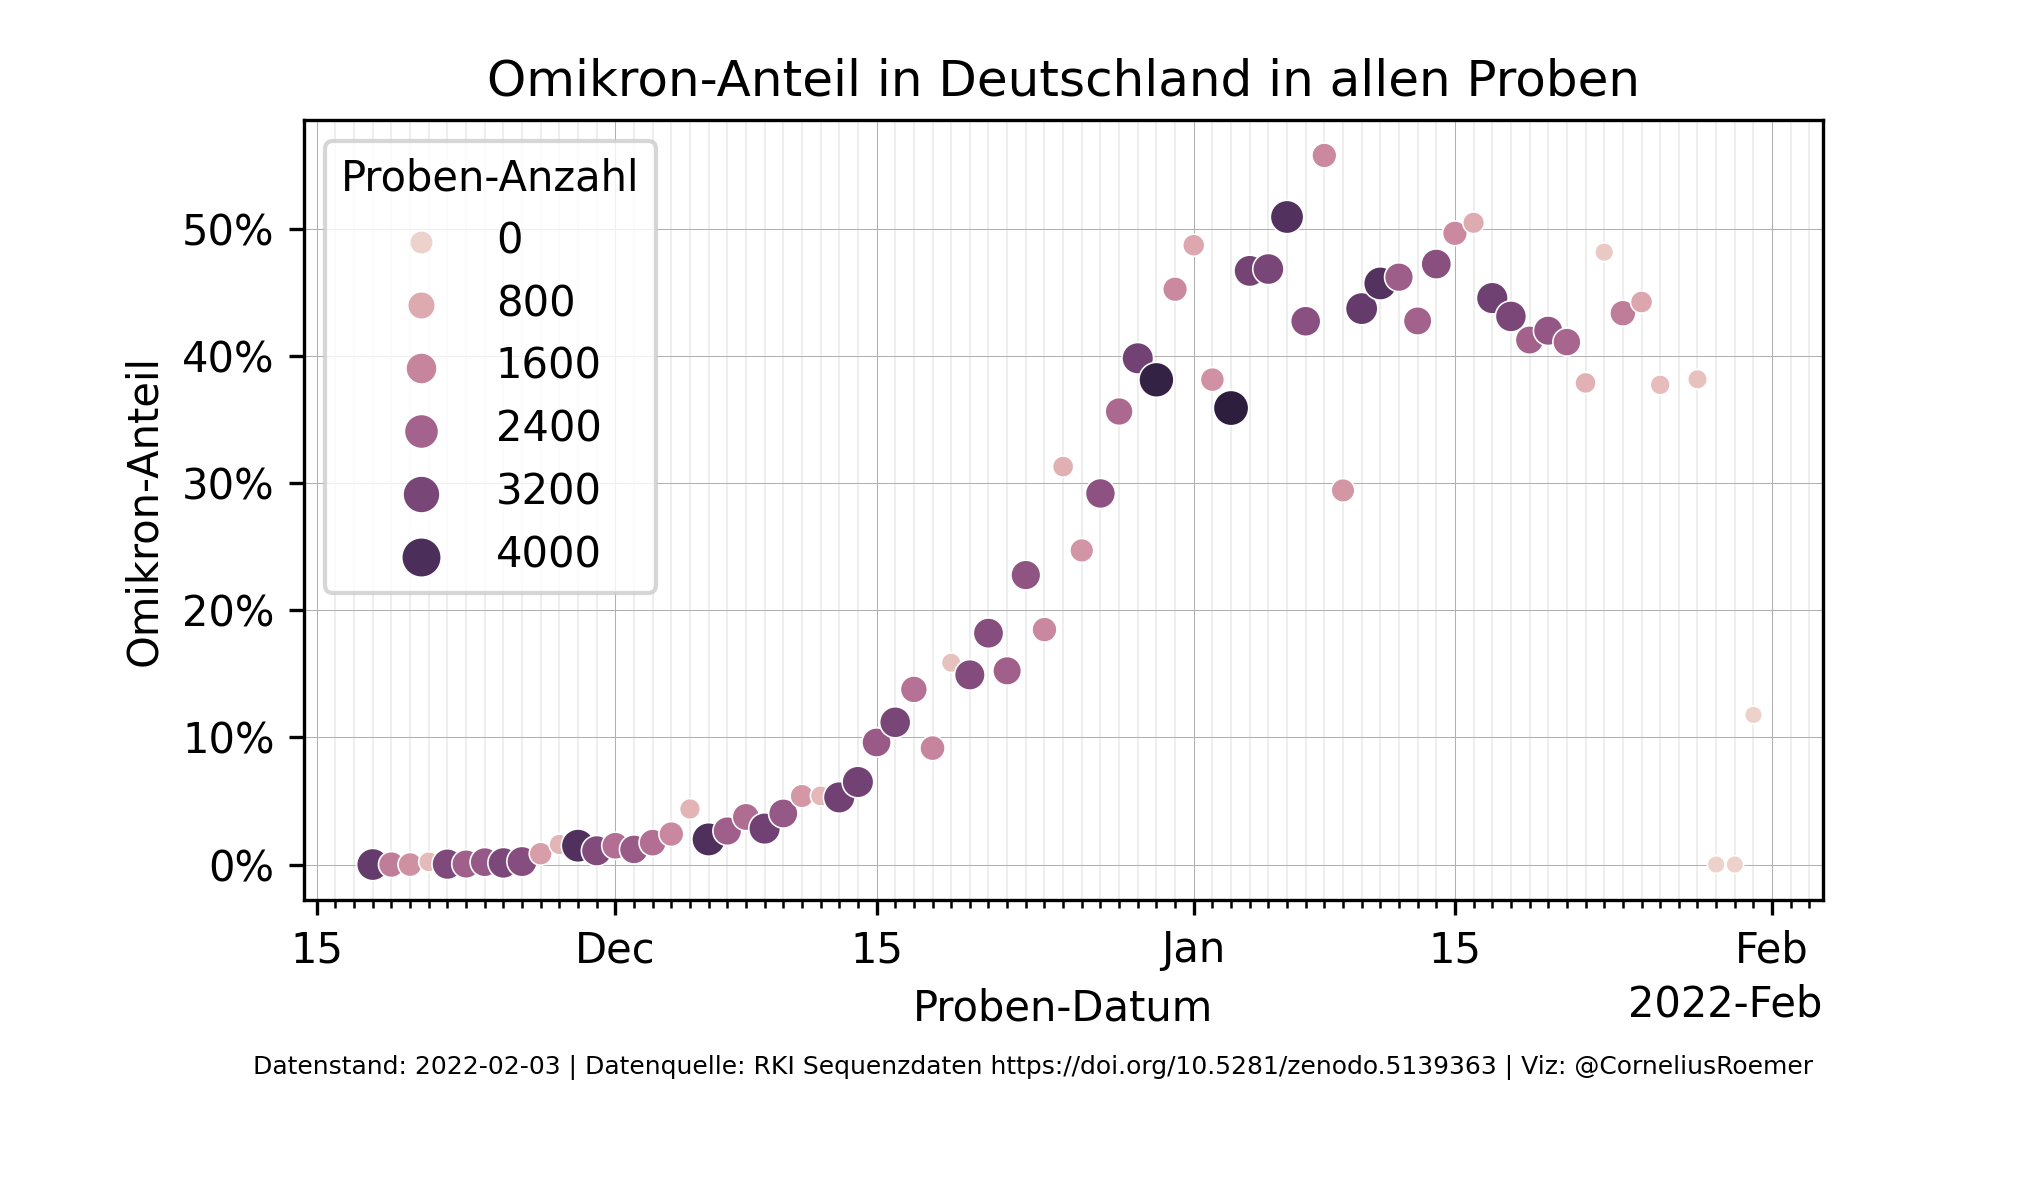 Omikron-Anteil in Deutschland in allen Proben
Proben-Anzahl
0
800
1600
2400
3200
4000
Omikron-Anteil
50%
40%
30%
20%
10%
0%
15 Dec 15 Jan 15 Feb
2022-Feb
Proben-Datum
Datenstand: 2022-02-03 | Datenquelle: RKI Sequenzdaten https://doi.org/10.5281/zenodo.5139363 | Viz: @CorneliusRoemer